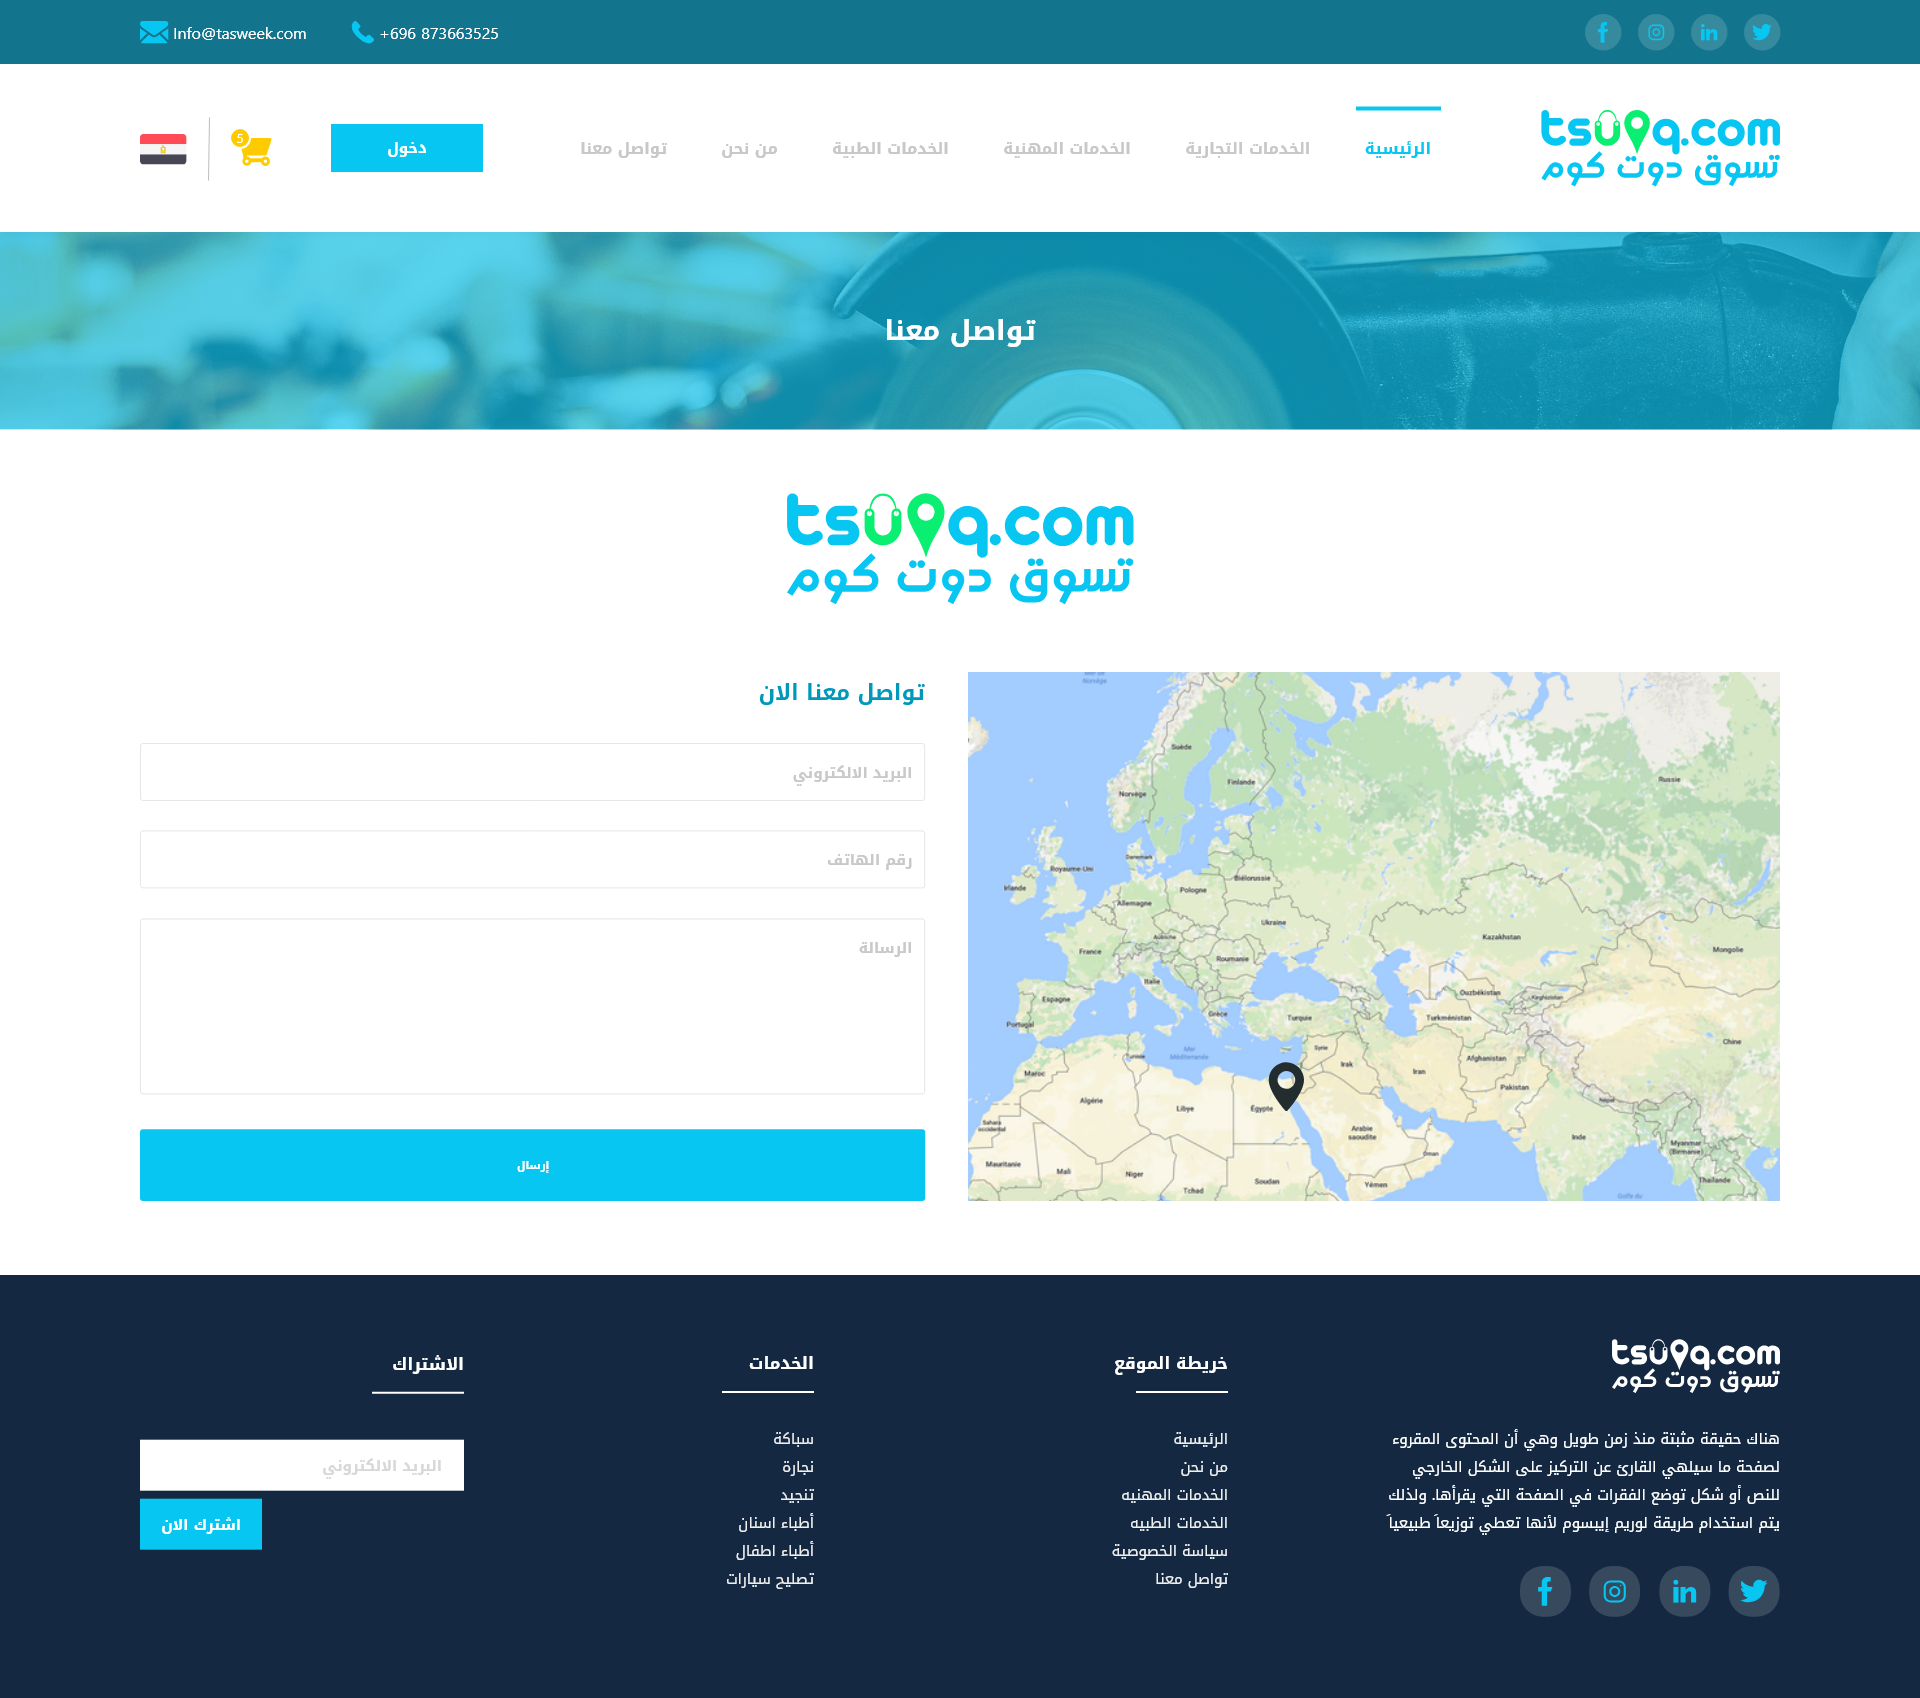 Info@tasweek.com
+696 873663525
tsuuq.com
تسوق دوت كوم
الرئيسية
الخدمات التجارية
الخدمات المهنية
الخدمات الطبية
من نحن
تواصل معنا
دخول
5
تواصل معنا
tsuuq.com
تسوق دوت كوم
تواصل معنا الان
البريد الالكتروني
رقم الهاتف
الرسالة
إرسال
Suède
Finlande
Norvège
Russie
Danemark
Royaume-Uni
Irlande
Biélorussie
Pologne
Allemagne
Ukraine
Autriche
France
Kazakhstan
Mongolie
Roumanie
Italie
Espagne
Ouzbékistan
Kirghizistan
Portugal
Grèce
Turquie
Turkménistan
Mer
Méditerranée
Tunisie
Syrie
Chine
Maroc
Irak
Iran
Afghanistan
Pakistan
Népal
Algérie
Libye
Égypte
Sahara
occidental
Arabie
saoudite
Inde
Myanmar
(Birmanie)
Oman
Mauritanie
Mali
Niger
Tchad
Soudan
Yémen
Thaïlande
Golfe du
tsuuq.com
تسوق دوت كوم
هناك حقيقة مثبتة منذ زمن طويل وهي أن المحتوى المقروء
لصفحة ما سيلهي القارئ عن التركيز على الشكل الخارجي
للنص أو شكل توضع الفقرات في الصفحة التي يقرأها. ولذلك
يتم استخدام طريقة لوريم إيبسوم لأنها تعطي توزيعاَ طبيعياَ
خريطة الموقع
الرئيسية
من نحن
الخدمات المهنيه
الخدمات الطبيه
سياسة الخصوصية
تواصل معنا
الخدمات
سباكة
نجارة
تنجيد
أطباء اسنان
أطباء اطفال
تصليح سيارات
الاشتراك
البريد الالكتروني
اشترك الان